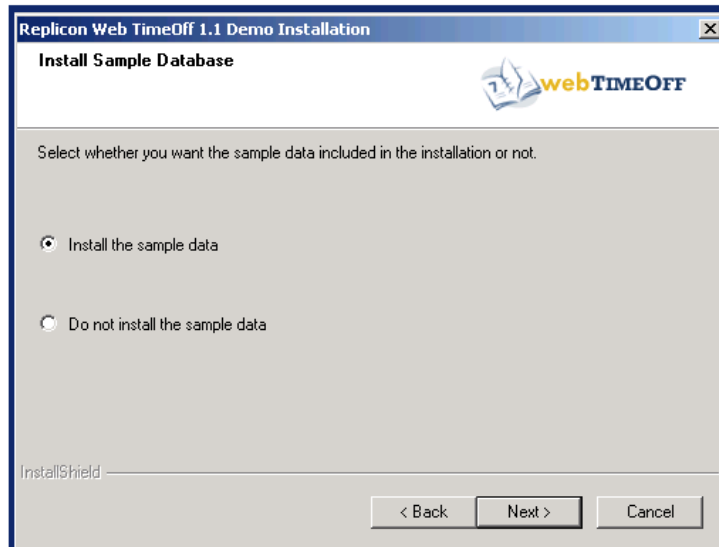 Replicon Web TimeOff 1.1 Demo Installation
Install Sample Database
webTIMEOFF
Select whether you want the sample data included in the installation or not.
Install the sample data
Do not install the sample data
InstallShield
< Back
Next >
Cancel